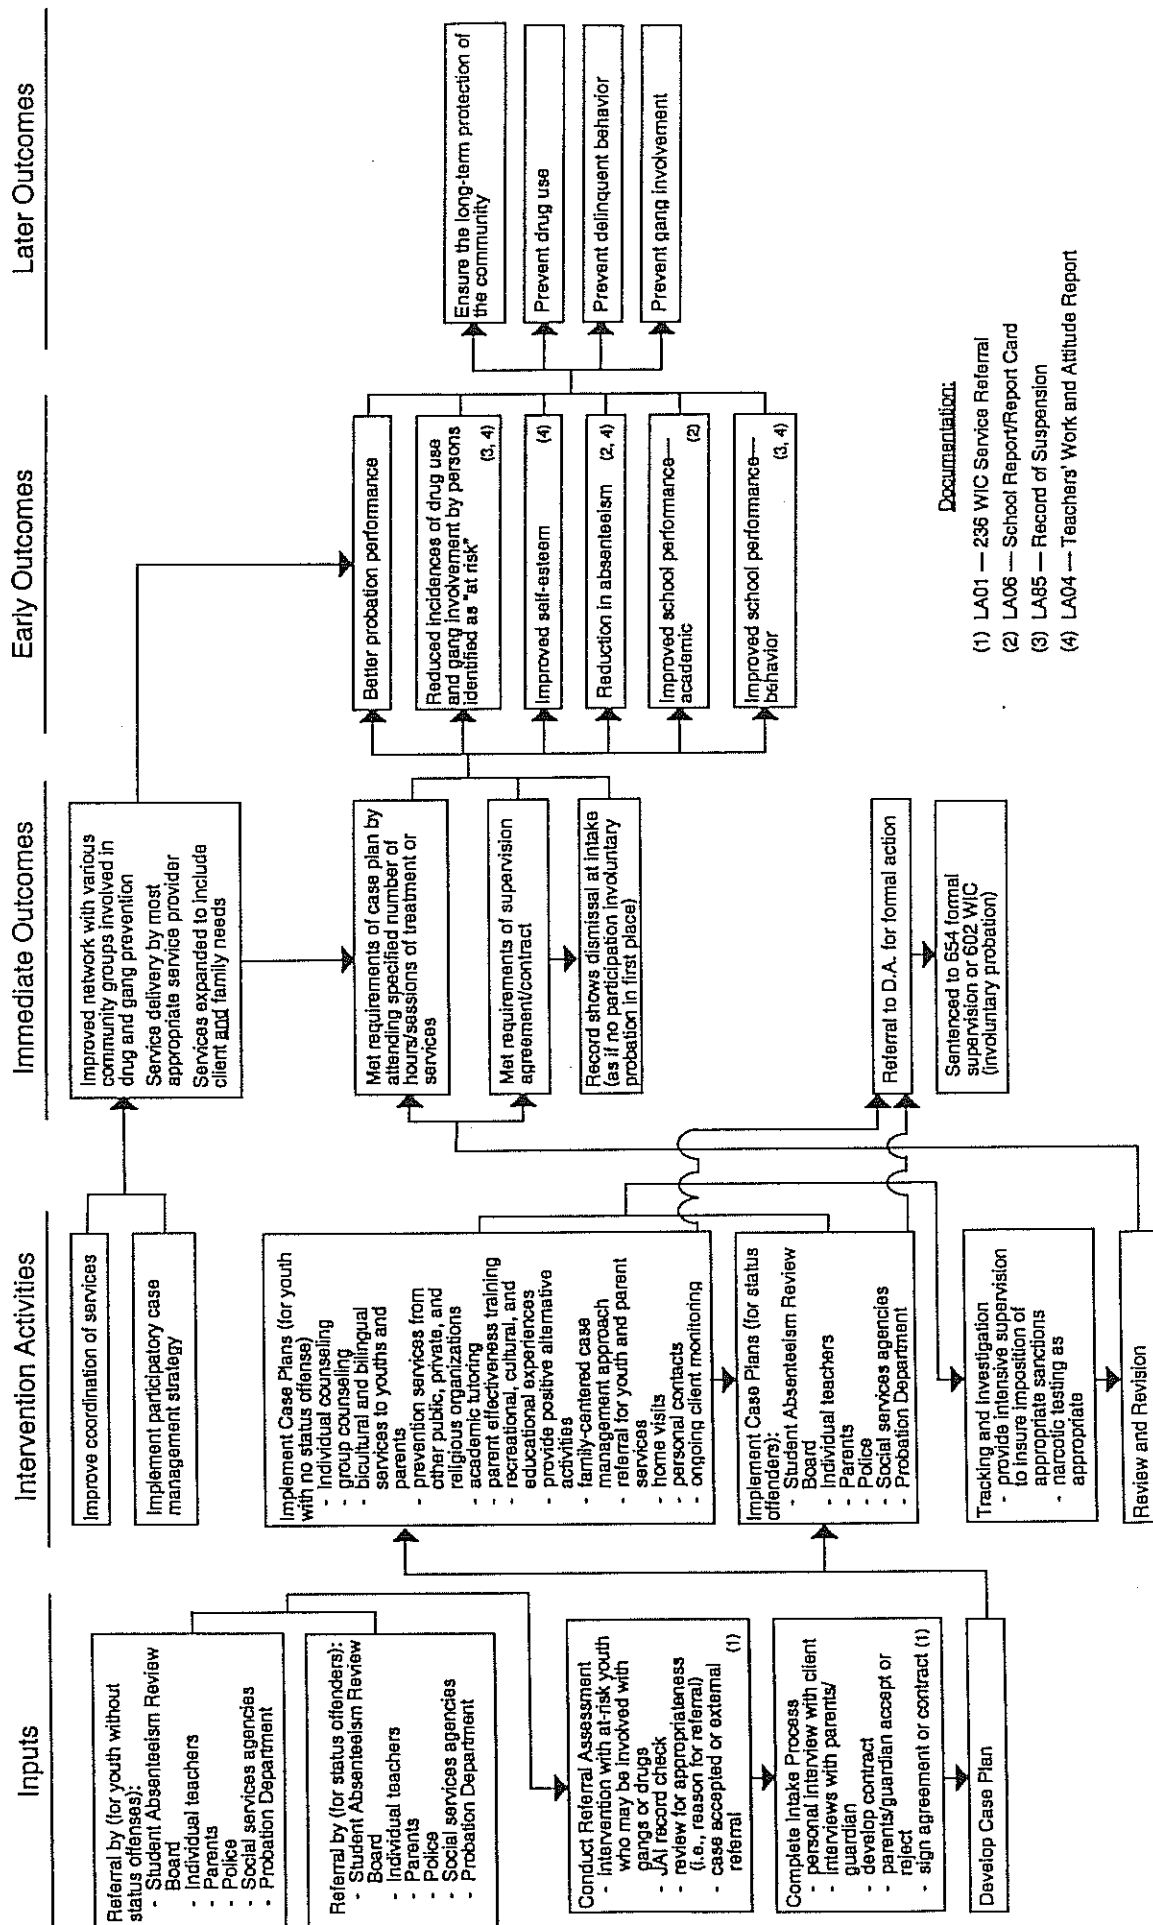 Inputs
Referral by (for youth without
status offenses):
- Student Absenteeism Review
Board
- Individual teachers
- Parents
- Police
- Social services agencies
- Probation Department
Referral by (for status offenders):
- Student Absenteeism Review
Board
- Individual teachers
- Parents
- Police
- Social services agencies
- Probation Department
Conduct Referral Assessment
- Intervention with at-risk youth
who may be involved with
gangs or drugs
- JAI record check
- review for appropriateness
(i.e., reason for referral)
- case accepted or external
referral (1)
Complete Intake Process
- personal interview with client
- interviews with parents/
guardian
- develop contract
- parents/guardian accept or
reject
- sign agreement or contract (1)
Develop Case Plan
Intervention Activities
Improve coordination of services
Implement participatory case
management strategy
Implement Case Plans (for youth
with no status offense)
- Individual counseling
- group counseling
- bicultural and bilingual
services to youths and
parents
- prevention services from
other public, private, and
religious organizations
- academic tutoring
- parent effectiveness training
- recreational, cultural, and
educational experiences
- provide positive alternative
activities
- family-centered case
management approach
- referral for youth and parent
services
- home visits
- personal contacts
- ongoing client monitoring
Implement Case Plans (for status
offenders):
- Student Absenteeism Review
Board
- Individual teachers
- Parents
- Police
- Social services agencies
- Probation Department
Tracking and Investigation
- provide intensive supervision
to insure imposition of
appropriate sanctions
- narcotic testing as
appropriate
Review and Revision
Immediate Outcomes
Improved network with various
community groups involved in
drug and gang prevention
Service delivery by most
appropriate service provider
Services expanded to include
client and family needs
Met requirements of case plan by
attending specified number of
hours/sessions of treatment or
services
Met requirements of supervision
agreement/contract
Record shows dismissal at intake
(as if no participation involuntary
probation in first place)
Referral to D.A. for formal action
Sentenced to 654 formal
supervision or 602 WIC
(involuntary probation)
Early Outcomes
Better probation performance
Reduced incidences of drug use
and gang involvement by persons
identified as "at risk" (3, 4)
Improved self-esteem (4)
Reduction in absenteeism (2, 4)
Improved school performance—
academic (2)
Improved school performance—
behavior (3, 4)
Later Outcomes
Ensure the long-term protection of
the community
Prevent drug use
Prevent delinquent behavior
Prevent gang involvement
Documentation:
(1) LA01 — 236 WIC Service Referral
(2) LA06 — School Report/Report Card
(3) LA85 — Record of Suspension
(4) LA04 — Teachers' Work and Attitude Report